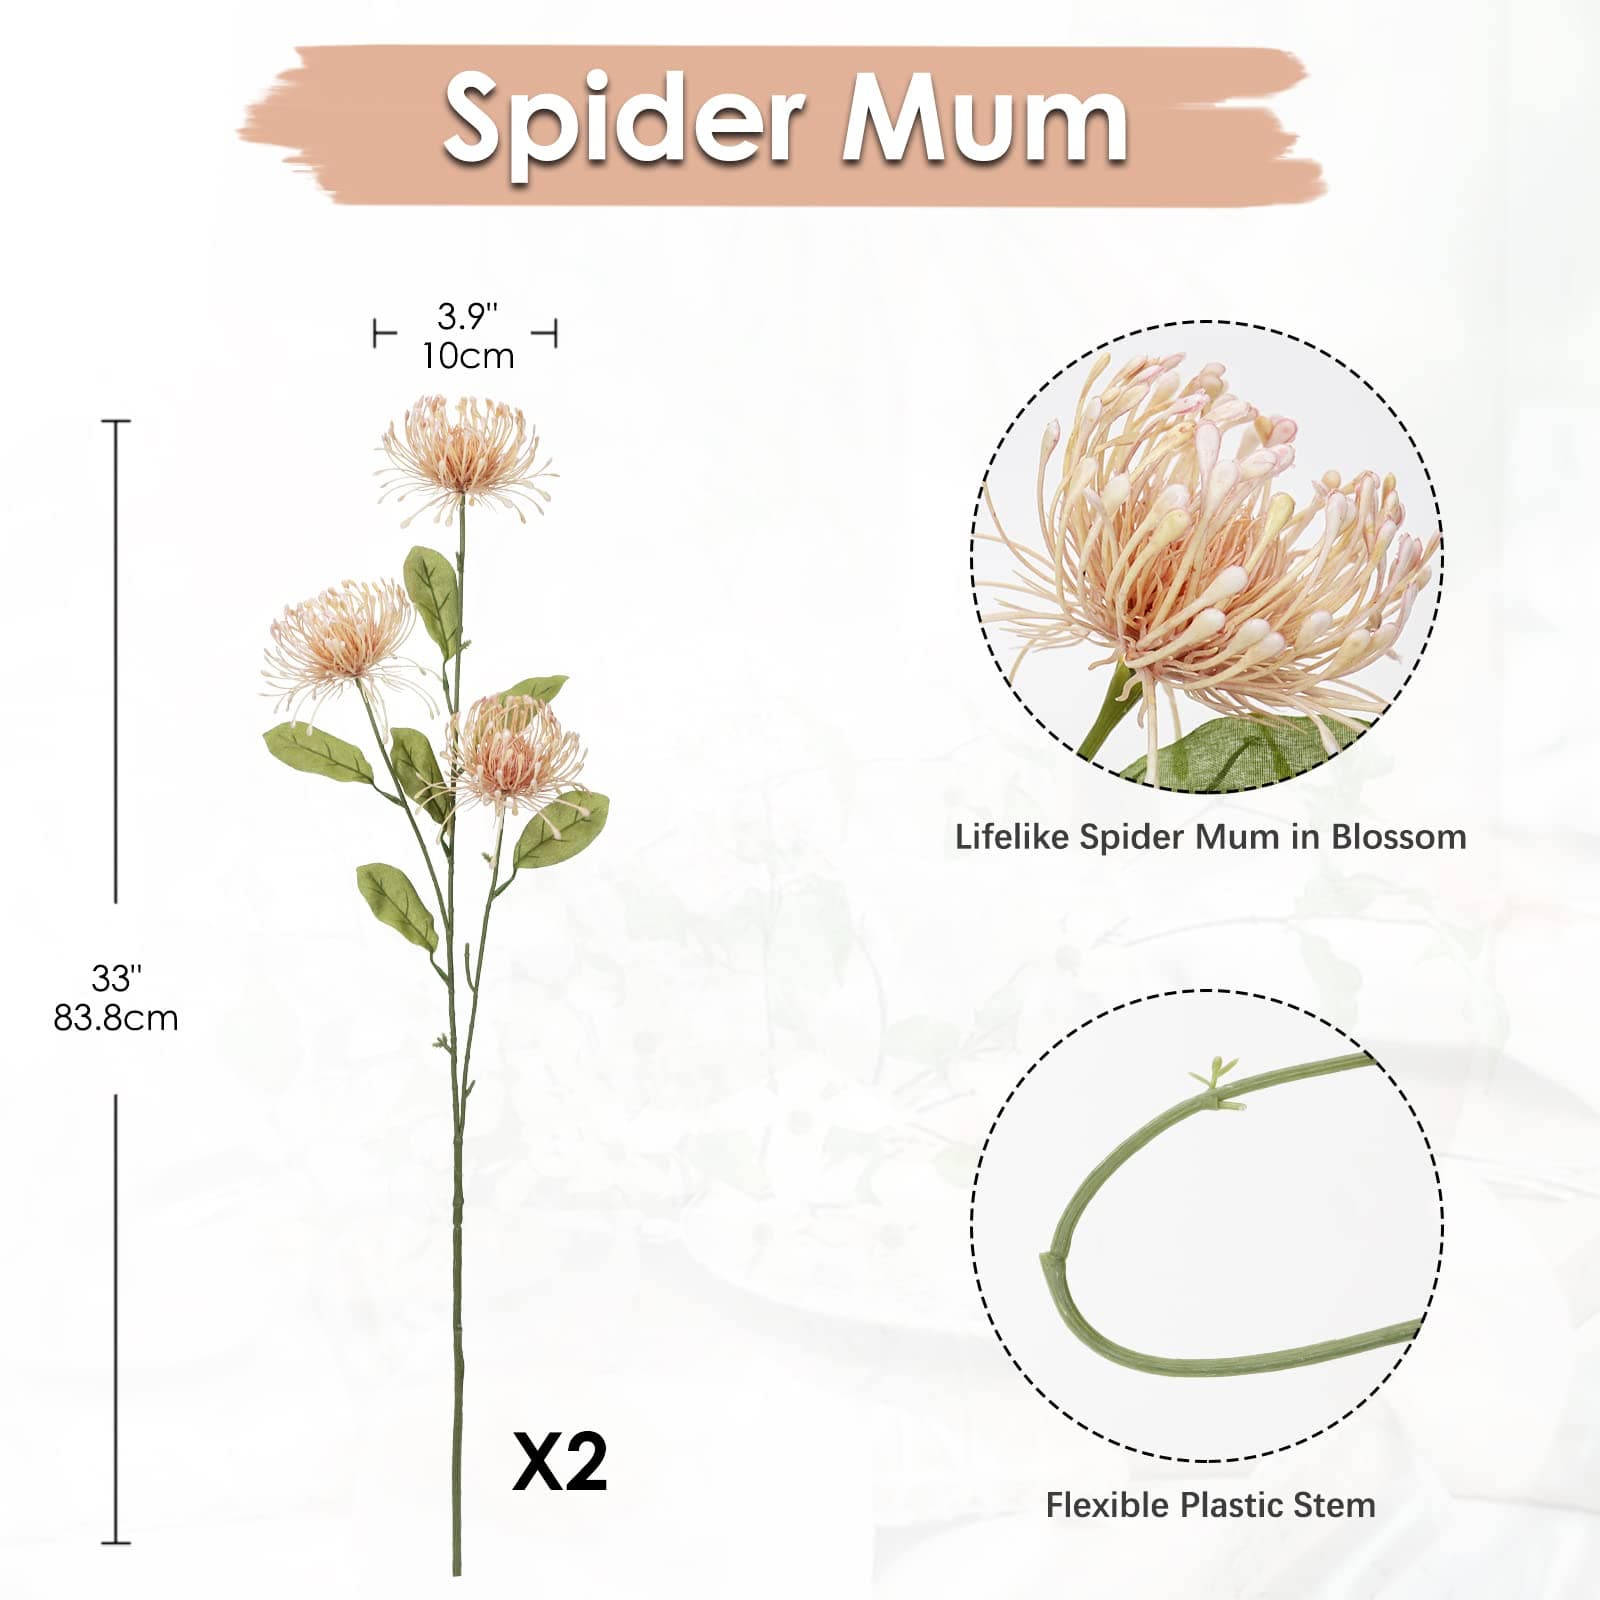 Spider Mum
3.9"
10cm
33"
83.8cm
X2
Lifelike Spider Mum in Blossom
Flexible Plastic Stem